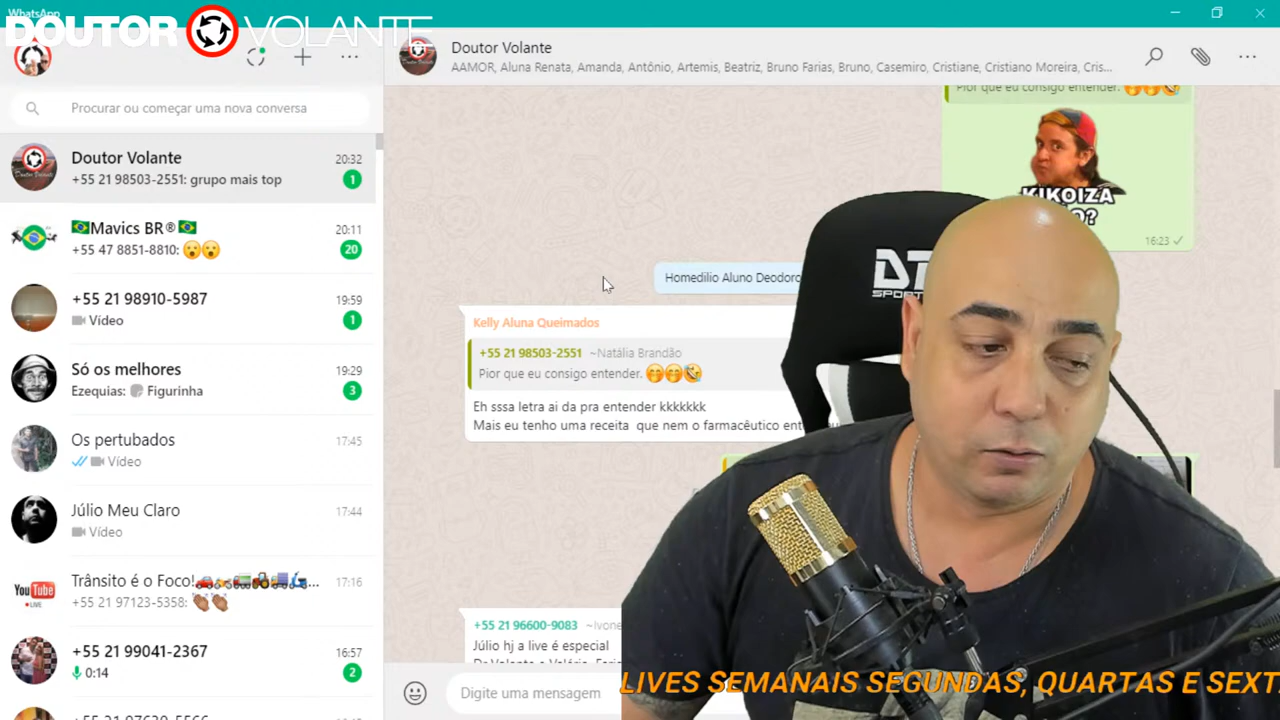 WhatsApp
DOUTOR VOLANTE
Procurar ou começar uma nova conversa
Doutor Volante
20:32
+55 21 98503-2551: grupo mais top
1
Mavics BR®
20:11
+55 47 8851-8810:
20
+55 21 98910-5987
19:59
Vídeo
1
Só os melhores
19:29
Ezequias: Figurinha
3
Os pertubados
17:45
Vídeo
Júlio Meu Claro
17:44
Vídeo
You Tube
LIVE
Trânsito é o Foco!
...
17:16
+55 21 97123-5358:
+55 21 99041-2367
16:57
0:14
2
Doutor Volante
AAMOR, Aluna Renata, Amanda, Antônio, Artemis, Beatriz, Bruno Farias, Bruno, Casemiro, Cristiane, Cristiano Moreira, Cris...
Pior que eu consigo entender.
KIKOIZA
?
16:23
Homedilio Aluno Deodoro
Kelly Aluna Queimados
+55 21 98503-2551 ~Natália Brandão
Pior que eu consigo entender.
Eh sssa letra ai da pra entender kkkkkkk
Mais eu tenho uma receita que nem o farmacêutico
+55 21 96600-9083 ~Ivone
Júlio hj a live é especial
Digite uma mensagem
LIVES SEMANAIS SEGUNDAS, QUARTAS E SEXT